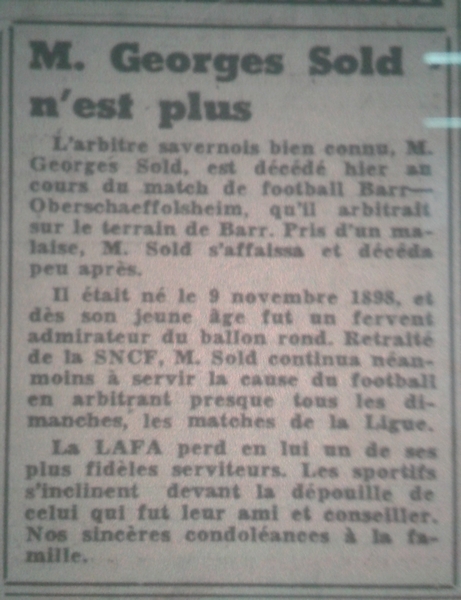 M. Georges Sold
n'est plus
L'arbitre savernois bien connu, M.
Georges Sold, est décédé hier au
cours du match de football Barr—
Oberschaeffolsheim, qu'il arbitrait
sur le terrain de Barr. Pris d'un ma-
laise, M. Sold s'affaissa et décéda
peu après.
Il était né le 9 novembre 1898, et
dès son jeune âge fut un fervent
admirateur du ballon rond. Retraité
de la SNCF, M. Sold continua néan-
moins à servir la cause du football
en arbitrant presque tous les di-
manches, les matches de la Ligue.
La LAFA perd en lui un de ses
plus fidèles serviteurs. Les sportifs
s'inclinent devant la dépouille de
celui qui fut leur ami et conseiller.
Nos sincères condoléances à la fa-
mille.